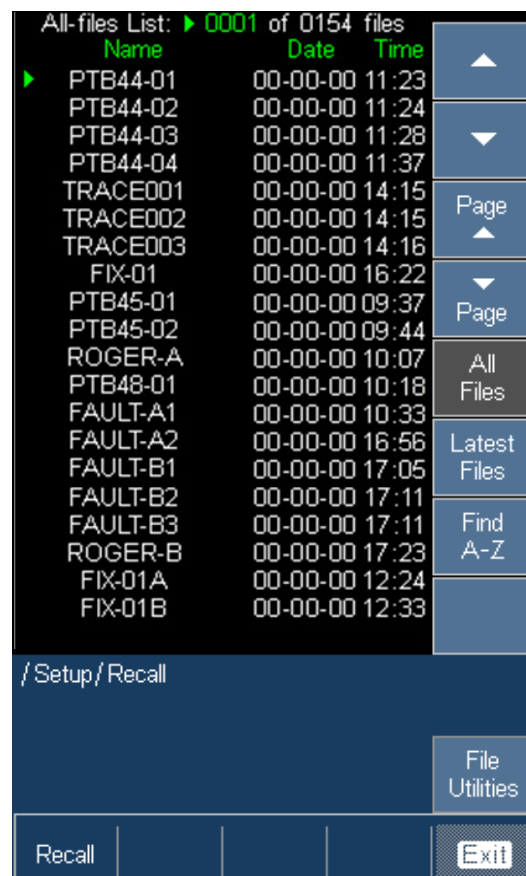 All-files List: ▶ 0001 of 0154 files
Name Date Time
PTB44-01 00-00-00 11:23
PTB44-02 00-00-00 11:24
PTB44-03 00-00-00 11:28
PTB44-04 00-00-00 11:37
TRACE001 00-00-00 14:15
TRACE002 00-00-00 14:15
TRACE003 00-00-00 14:16
FIX-01 00-00-00 16:22
PTB45-01 00-00-00 09:37
PTB45-02 00-00-00 09:44
ROGER-A 00-00-00 10:07
PTB48-01 00-00-00 10:18
FAULT-A1 00-00-00 10:33
FAULT-A2 00-00-00 16:56
FAULT-B1 00-00-00 17:05
FAULT-B2 00-00-00 17:11
FAULT-B3 00-00-00 17:11
ROGER-B 00-00-00 17:23
FIX-01A 00-00-00 12:24
FIX-01B 00-00-00 12:33
Page
Page
All
Files
Latest
Files
Find
A-Z
/Setup/Recall
File
Utilities
Recall
Exit